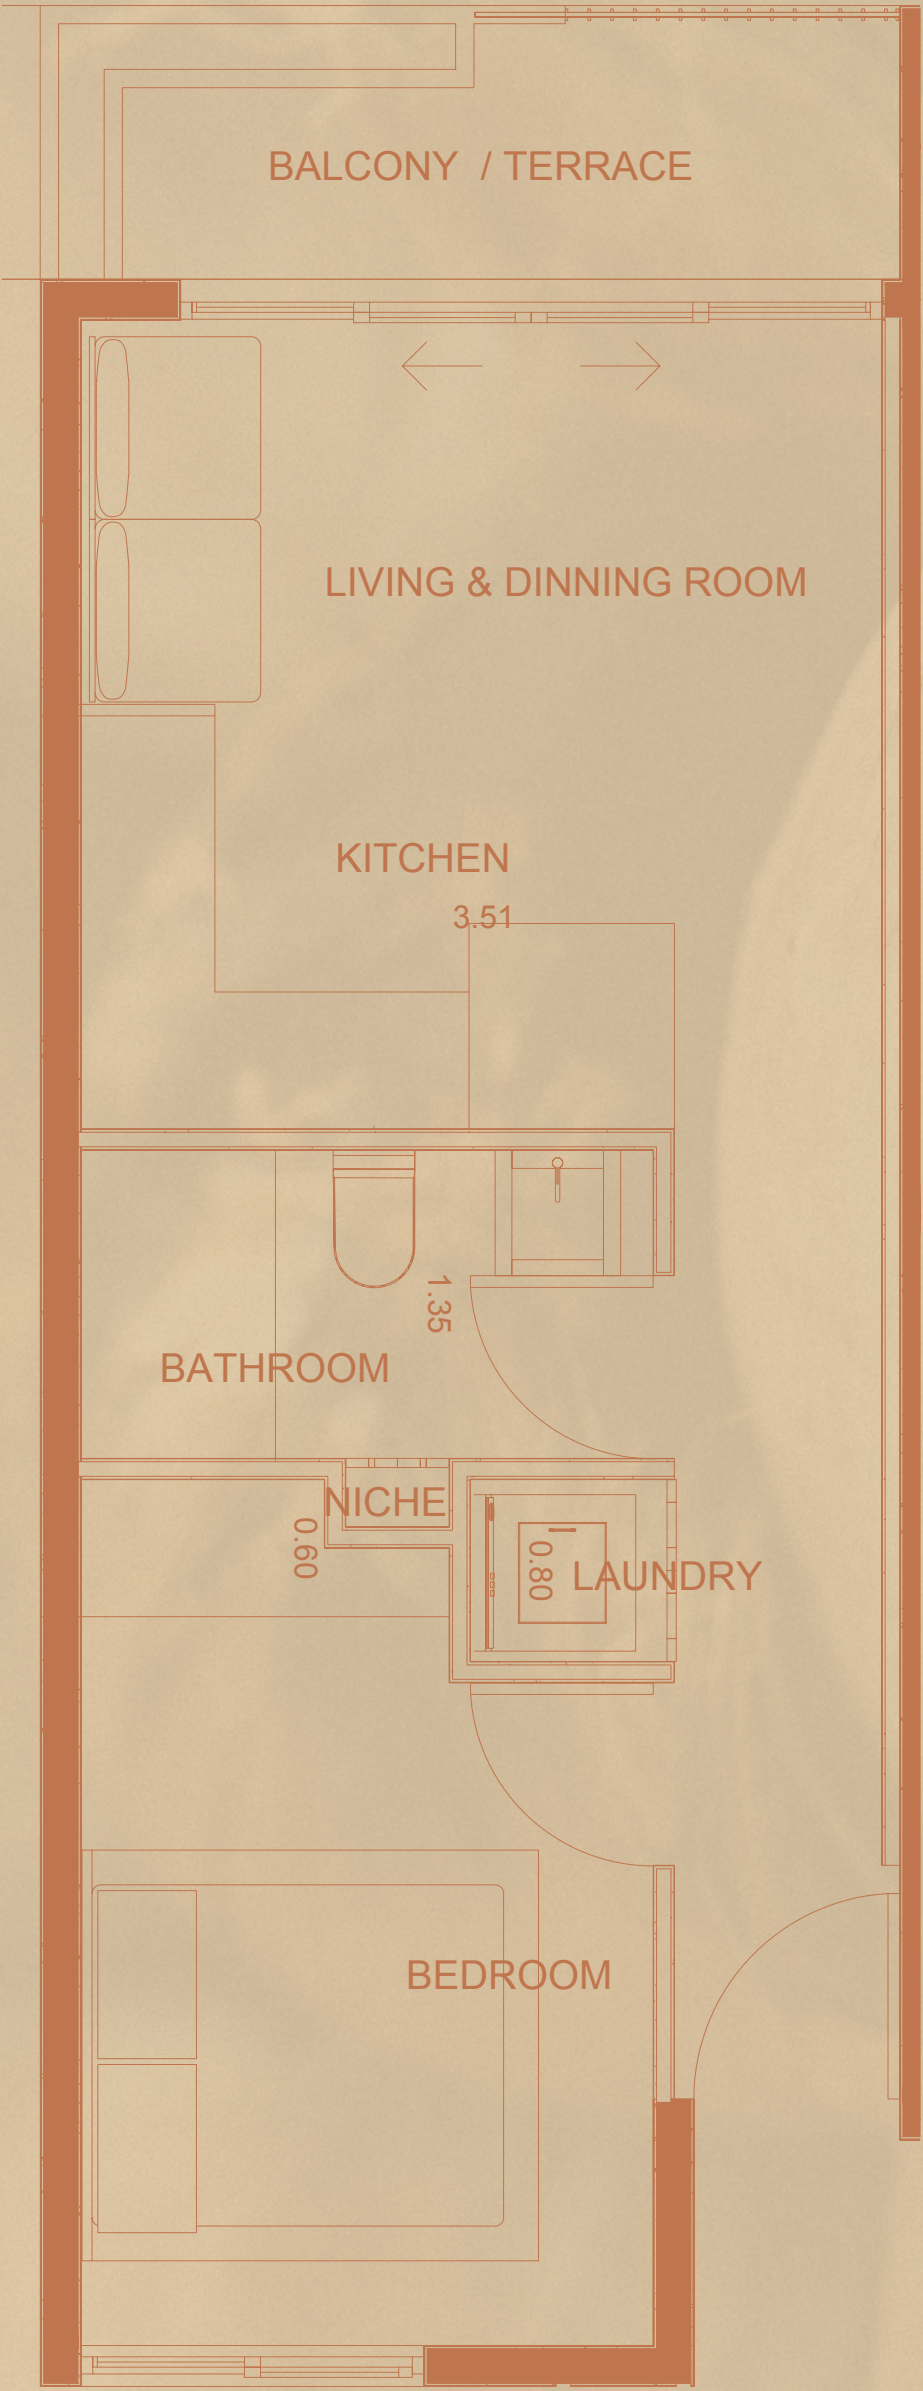 BALCONY / TERRACE
LIVING & DINNING ROOM
KITCHEN
3.51
1.35
BATHROOM
NICHE
0.60
0.80
LAUNDRY
BEDROOM